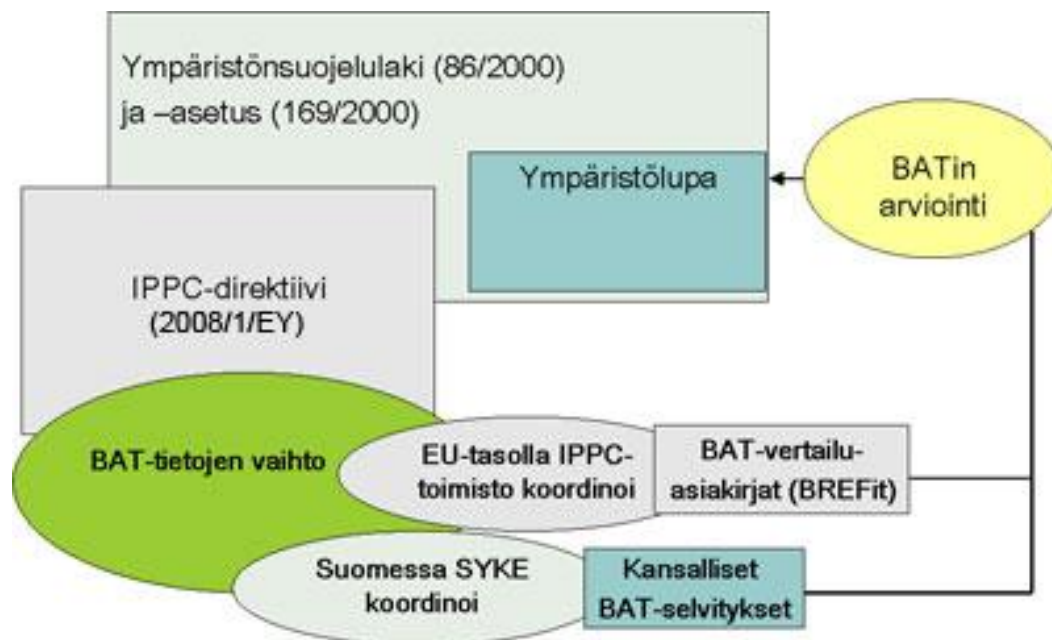 Ympäristönsuojelulaki (86/2000)
ja –asetus (169/2000)
Ympäristölupa
BATin
arviointi
IPPC-direktiivi
(2008/1/EY)
BAT-tietojen vaihto
EU-tasolla IPPC-
toimisto koordinoi
BAT-vertailu-
asiakirjat (BREFit)
Suomessa SYKE
koordinoi
Kansalliset
BAT-selvitykset